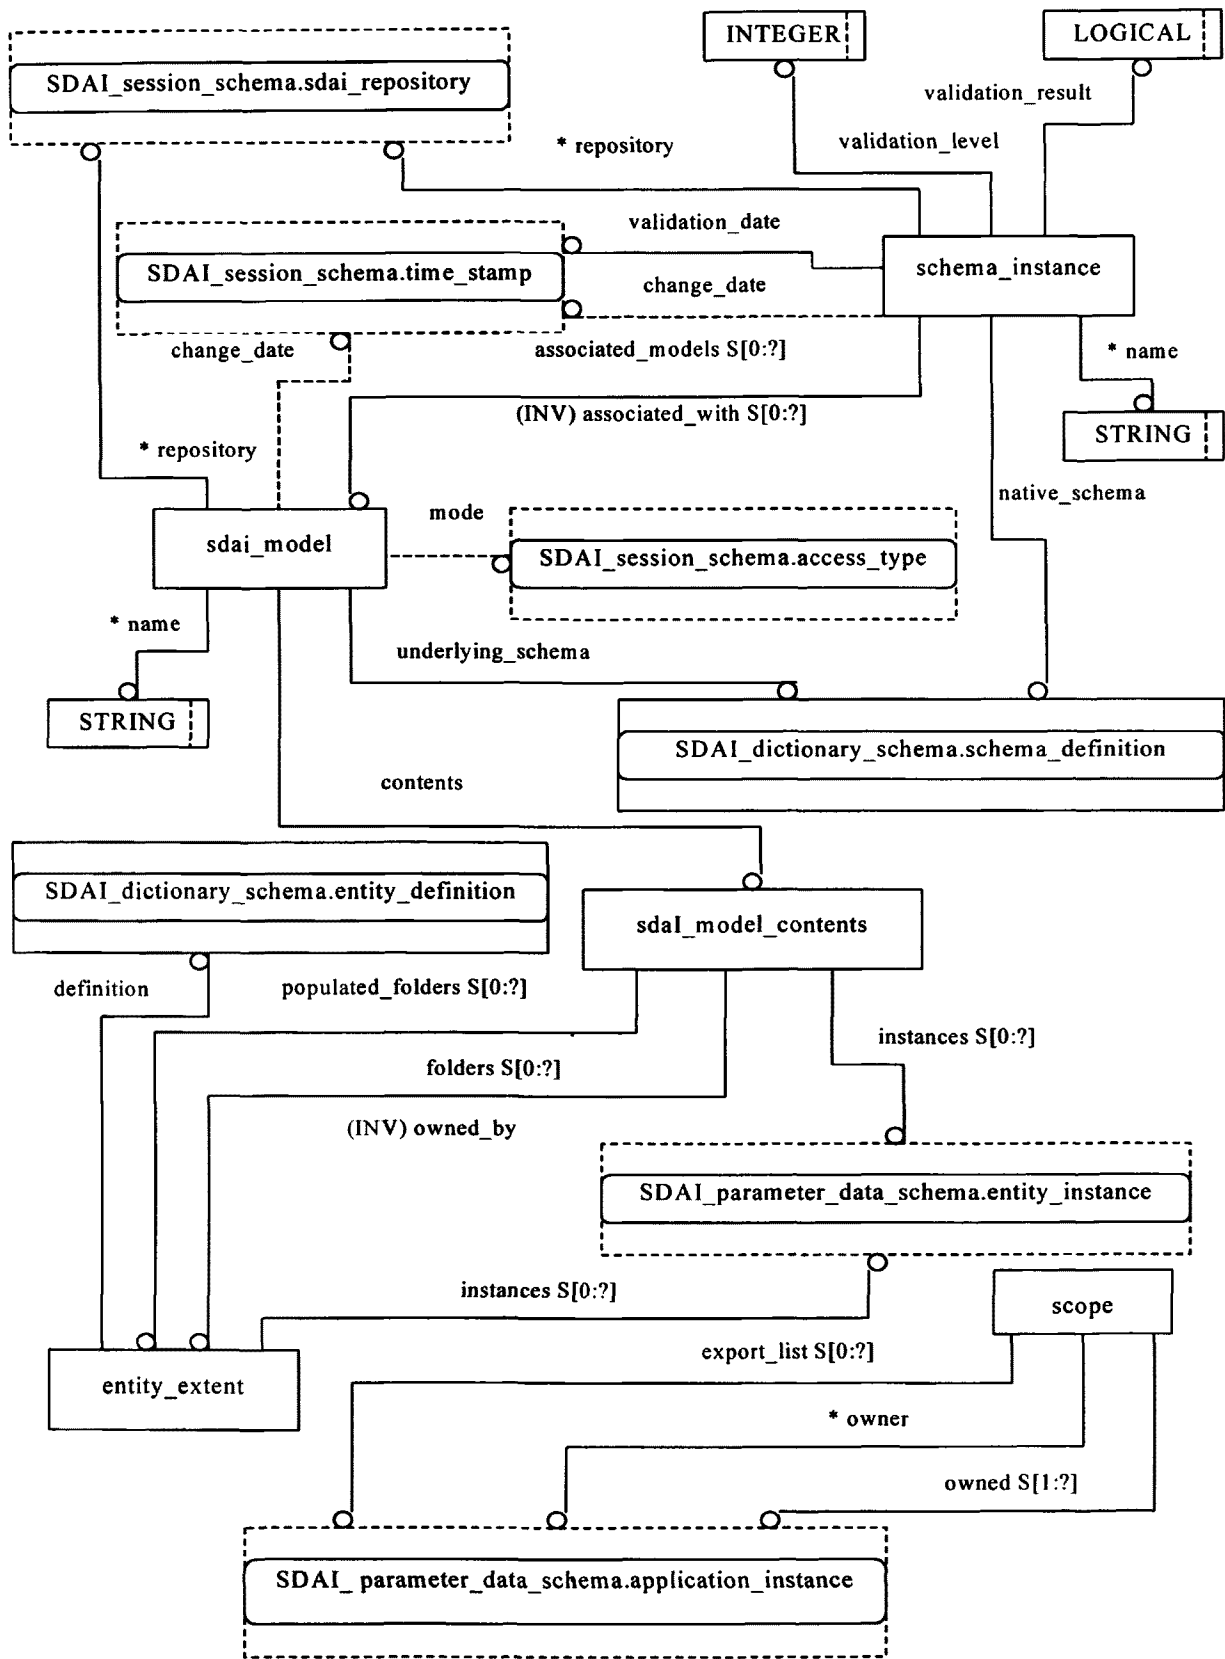 INTEGER
LOGICAL
SDAI_session_schema.sdai_repository
validation_result
* repository
validation_level
validation_date
SDAI_session_schema.time_stamp
schema_instance
change_date
change_date
associated_models S[0:?]
* name
(INV) associated_with S[0:?]
STRING
* repository
native_schema
mode
sdai_model
SDAI_session_schema.access_type
* name
underlying_schema
STRING
SDAI_dictionary_schema.schema_definition
contents
SDAI_dictionary_schema.entity_definition
sdaI_model_contents
definition
populated_folders S[0:?]
instances S[0:?]
folders S[0:?]
(INV) owned_by
SDAI_parameter_data_schema.entity_instance
instances S[0:?]
scope
export_list S[0:?]
entity_extent
* owner
owned S[1:?]
SDAI_ parameter_data_schema.application_instance